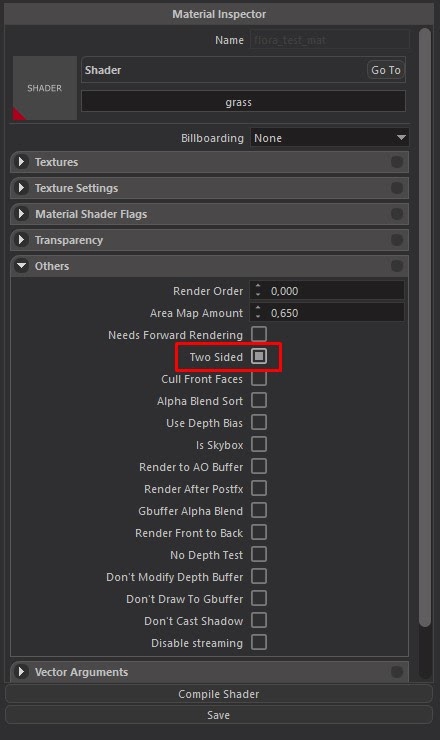 Material Inspector
Name flora_test_mat
SHADER
Shader Go To
grass
Billboarding None
Textures
Texture Settings
Material Shader Flags
Transparency
Others
Render Order 0,000
Area Map Amount 0,650
Needs Forward Rendering
Two Sided
Cull Front Faces
Alpha Blend Sort
Use Depth Bias
Is Skybox
Render to AO Buffer
Render After Postfx
Gbuffer Alpha Blend
Render Front to Back
No Depth Test
Don't Modify Depth Buffer
Don't Draw To Gbuffer
Don't Cast Shadow
Disable streaming
Vector Arguments
Compile Shader
Save